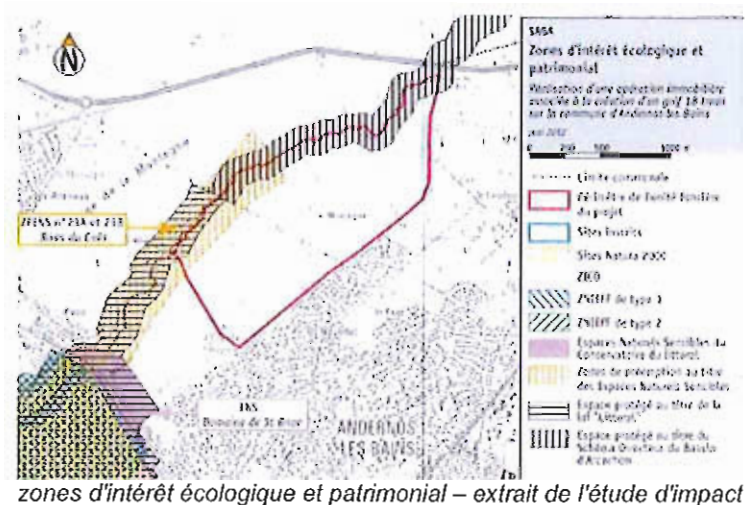 N
SAGA
Zones d'intérêt écologique et
patrimonial
Réalisation d'une opération immobilière
associée à la création d'un golf 18 trous
sur la commune d'Andernos les Bains
0 250 500 1000 m
Limite communale
Périmètre de l'unité foncière
du projet
Sites Inscrits
Sites Natura 2000
ZICO
ZNIEFF de type 1
ZNIEFF de type 2
Espaces Naturels Sensibles du
Conservatoire du littoral
Zones de préemption au titre
des Espaces Naturels Sensibles
Espace protégé au titre de la
loi "Littoral"
Espace protégé au titre du
Schéma Directeur du Bassin
d'Arcachon
ZPENS n° 23A et 23B
ENS
Domaine de St Brice
ANDERNOS
LES BAINS
zones d'intérêt écologique et patrimonial – extrait de l'étude d'impact